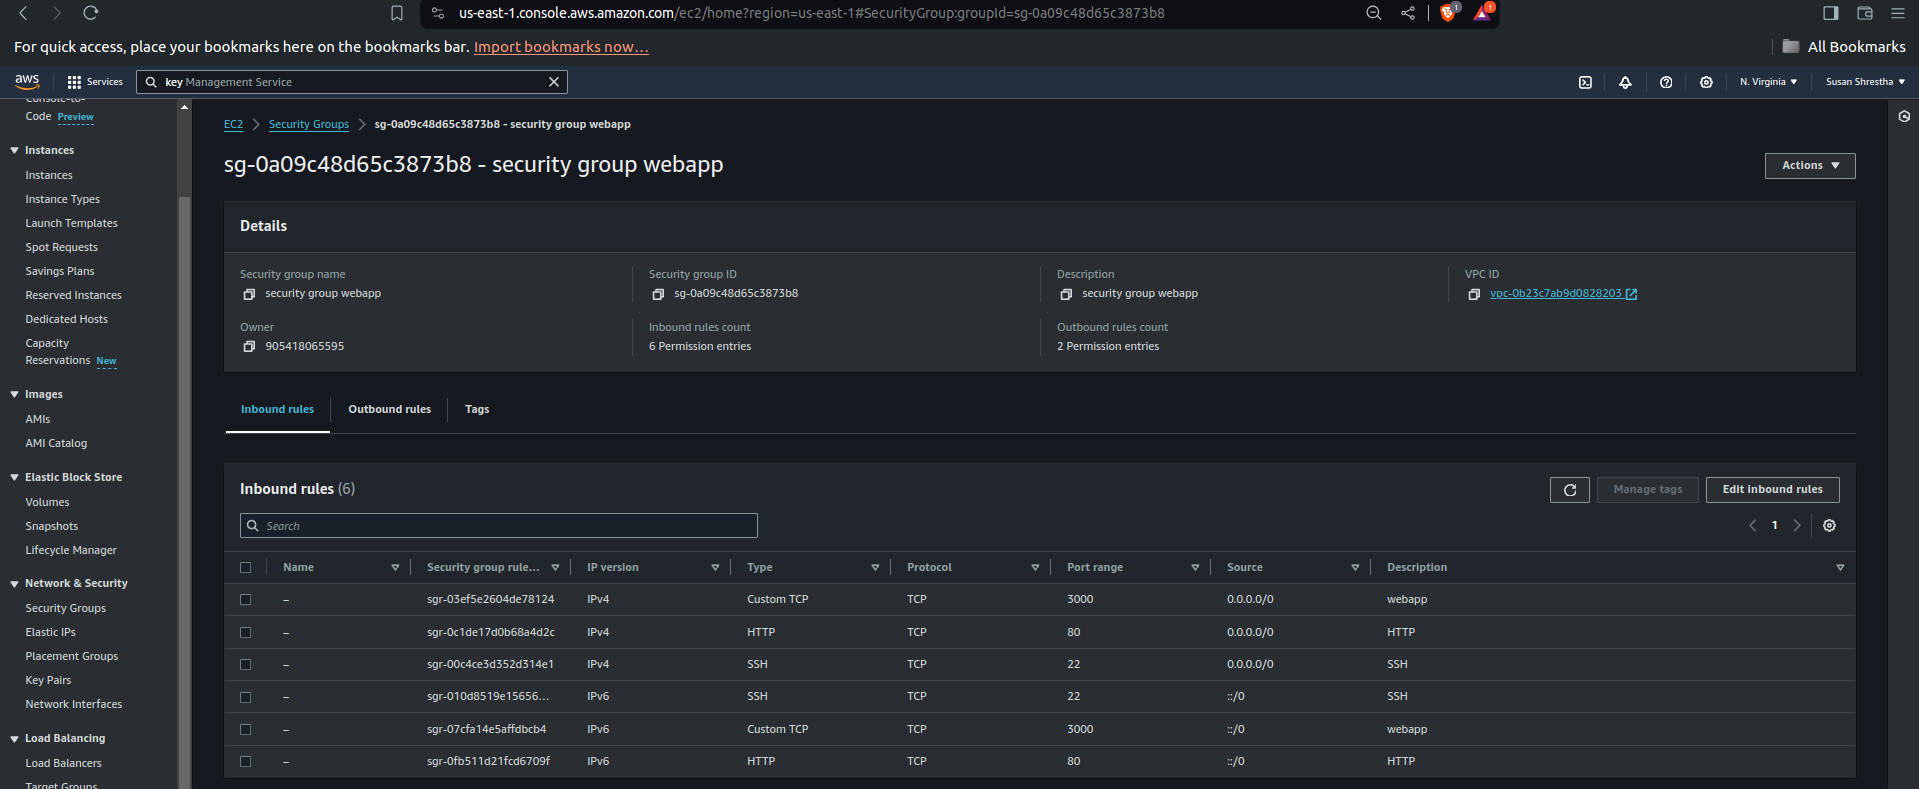 us-east-1.console.aws.amazon.com/ec2/home?region=us-east-1#SecurityGroup:groupId=sg-0a09c48d65c3873b8
1
1
For quick access, place your bookmarks here on the bookmarks bar. Import bookmarks now...
All Bookmarks
aws
Services
key Management Service
N. Virginia
Susan Shrestha
Console-to-
Code Preview
Instances
Instances
Instance Types
Launch Templates
Spot Requests
Savings Plans
Reserved Instances
Dedicated Hosts
Capacity
Reservations New
Images
AMIs
AMI Catalog
Elastic Block Store
Volumes
Snapshots
Lifecycle Manager
Network & Security
Security Groups
Elastic IPs
Placement Groups
Key Pairs
Network Interfaces
Load Balancing
Load Balancers
Target Groups
EC2 Security Groups sg-0a09c48d65c3873b8 - security group webapp
sg-0a09c48d65c3873b8 - security group webapp
Actions
Details
Security group name
security group webapp
Security group ID
sg-0a09c48d65c3873b8
Description
security group webapp
VPC ID
vpc-0b23c7ab9d0828203
Owner
905418065595
Inbound rules count
6 Permission entries
Outbound rules count
2 Permission entries
Inbound rules Outbound rules Tags
Inbound rules (6)
Manage tags
Edit inbound rules
Search
1
Name Security group rule... IP version Type Protocol Port range Source Description
– sgr-03ef5e2604de78124 IPv4 Custom TCP TCP 3000 0.0.0.0/0 webapp
– sgr-0c1de17d0b68a4d2c IPv4 HTTP TCP 80 0.0.0.0/0 HTTP
– sgr-00c4ce3d352d314e1 IPv4 SSH TCP 22 0.0.0.0/0 SSH
– sgr-010d8519e15656... IPv6 SSH TCP 22 ::/0 SSH
– sgr-07cfa14e5affdbcb4 IPv6 Custom TCP TCP 3000 ::/0 webapp
– sgr-0fb511d21fcd6709f IPv6 HTTP TCP 80 ::/0 HTTP